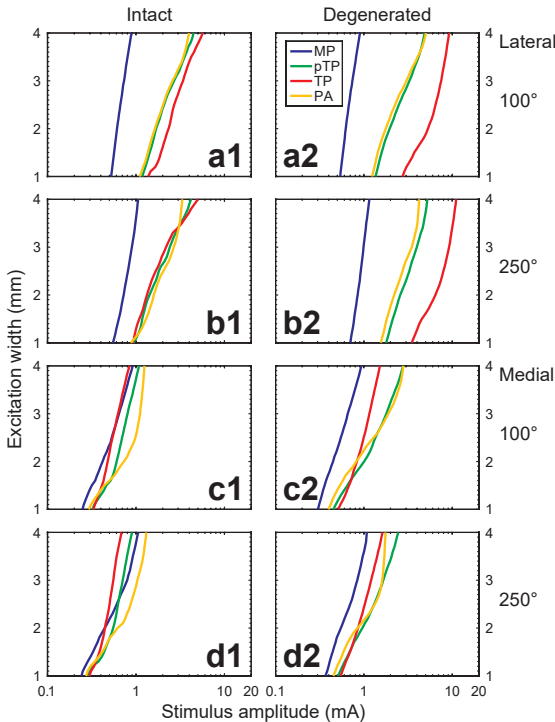 Intact Degenerated
4 4 Lateral
MP
pTP
TP
PA
3 3
100°
2 2
a1 a2
1 1
4 4
3 3
250°
2 2
b1 b2
1 1
Excitation width (mm)
4 4 Medial
3 3
100°
2 2
c1 c2
1 1
4 4
3 3
250°
2 2
d1 d2
1 1
0.1 1 10 20 0.1 1 10 20
Stimulus amplitude (mA)